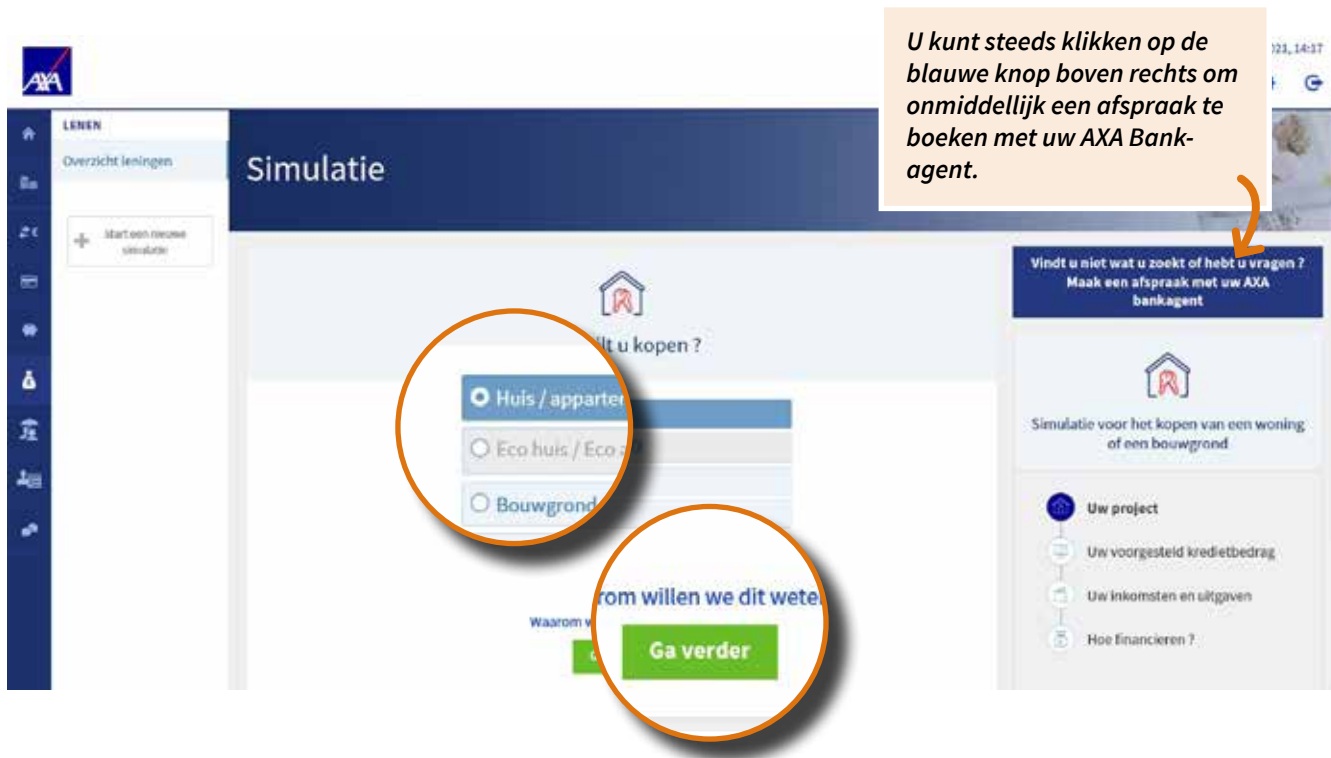 U kunt steeds klikken op de
blauwe knop boven rechts om
onmiddellijk een afspraak te
boeken met uw AXA Bank-
agent.
14:17
AXA
LENEN
Overzicht leningen
Start een nieuwe
simulatie
Simulatie
u kopen ?
Huis / apparte
Eco huis / Eco a
Bouwgrond
rom willen we dit wete
Waarom
Ga verder
Vindt u niet wat u zoekt of hebt u vragen ?
Maak een afspraak met uw AXA
bankagent
Simulatie voor het kopen van een woning
of een bouwgrond
Uw project
Uw voorgesteld kredietbedrag
Uw inkomsten en uitgaven
Hoe financieren ?